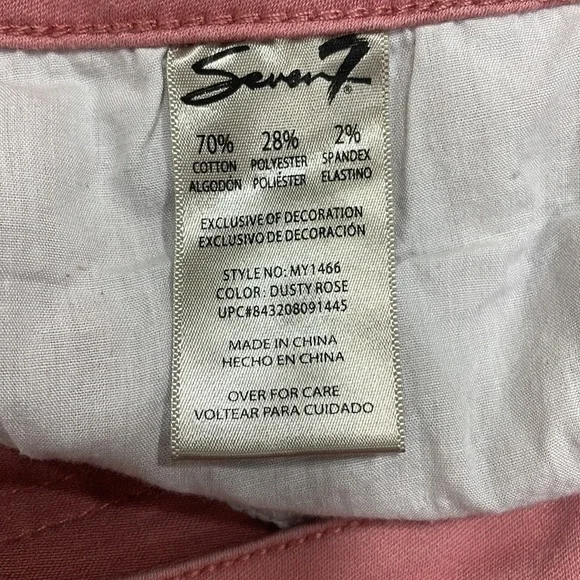 Seven7
70% 28% 2%
COTTON POLYESTER SPANDEX
ALGODÓN POLIÉSTER ELASTINO
EXCLUSIVE OF DECORATION
EXCLUSIVO DE DECORACIÓN
STYLE NO: MY1466
COLOR: DUSTY ROSE
UPC#843208091445
MADE IN CHINA
HECHO EN CHINA
OVER FOR CARE
VOLTEAR PARA CUIDADO